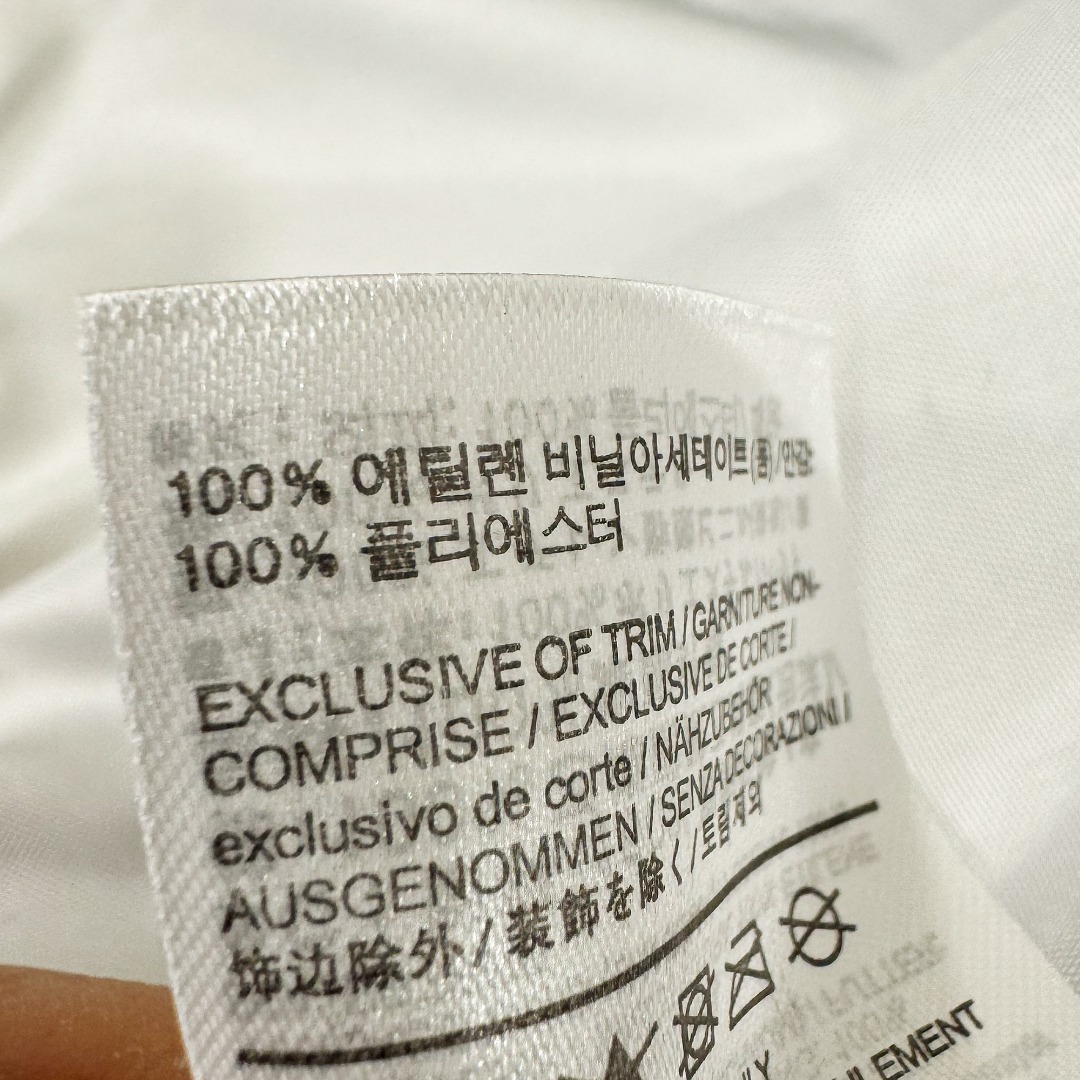 100% 에틸렌 비닐아세테이트(폼)/안감:
100% 폴리에스터
EXCLUSIVE OF TRIM / GARNITURE NON-
COMPRISE / EXCLUSIVE DE CORTE /
exclusivo de corte / NÄHZUBEHÖR
AUSGENOMMEN / SENZA DECORAZIONI /
饰边除外 / 装飾を除く / 트림제외